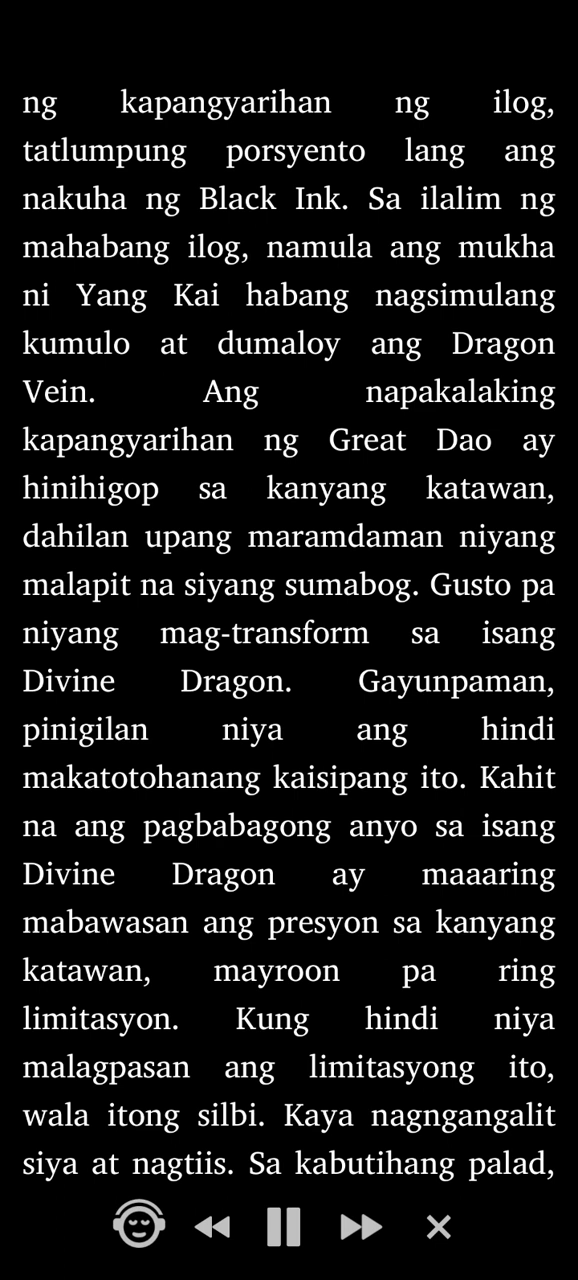 ng kapangyarihan ng ilog,
tatlumpung porsyento lang ang
nakuha ng Black Ink. Sa ilalim ng
mahabang ilog, namula ang mukha
ni Yang Kai habang nagsimulang
kumulo at dumaloy ang Dragon
Vein. Ang napakalaking
kapangyarihan ng Great Dao ay
hinihigop sa kanyang katawan,
dahilan upang maramdaman niyang
malapit na siyang sumabog. Gusto pa
niyang mag-transform sa isang
Divine Dragon. Gayunpaman,
pinigilan niya ang hindi
makatotohanang kaisipang ito. Kahit
na ang pagbabagong anyo sa isang
Divine Dragon ay maaaring
mabawasan ang presyon sa kanyang
katawan, mayroon pa ring
limitasyon. Kung hindi niya
malagpasan ang limitasyong ito,
wala itong silbi. Kaya nagngangalit
siya at nagtiis. Sa kabutihang palad,